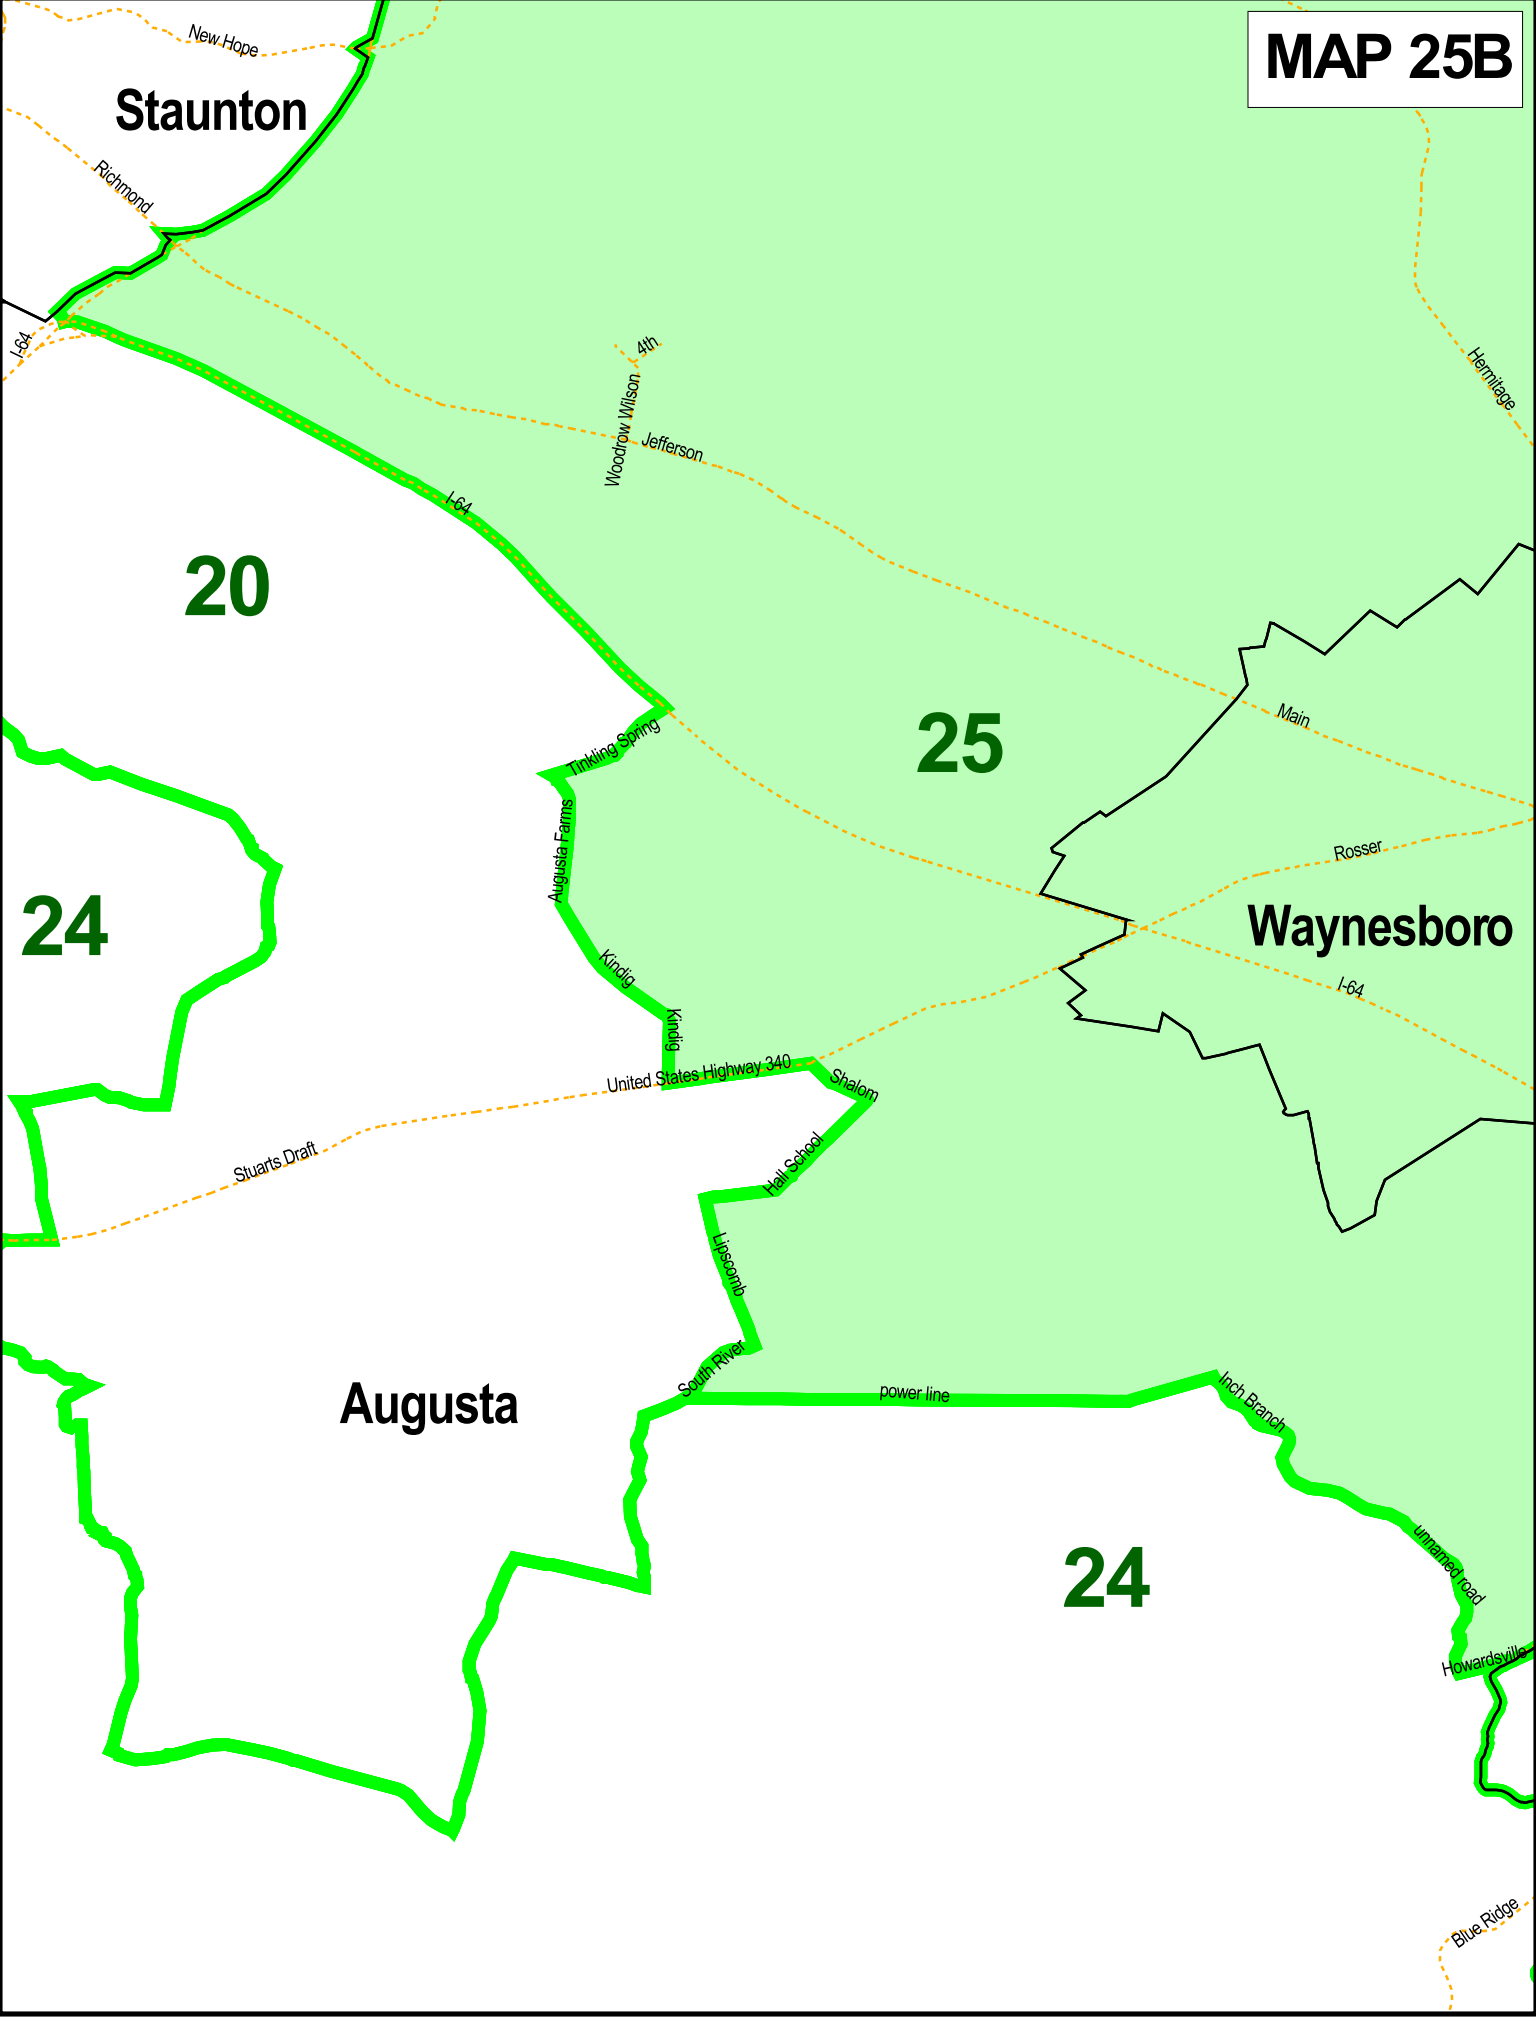 MAP 25B
New Hope
Staunton
Richmond
I-64
4th
Woodrow Wilson
Jefferson
Hermitage
I-64
20
25
Main
Tinkling Spring
Augusta Farms
Rosser
24
Waynesboro
Kindig
I-64
Kindig
United States Highway 340
Shalom
Stuarts Draft
Hall School
Lipscomb
South River
power line
Inch Branch
Augusta
unnamed road
24
Howardsville
Blue Ridge